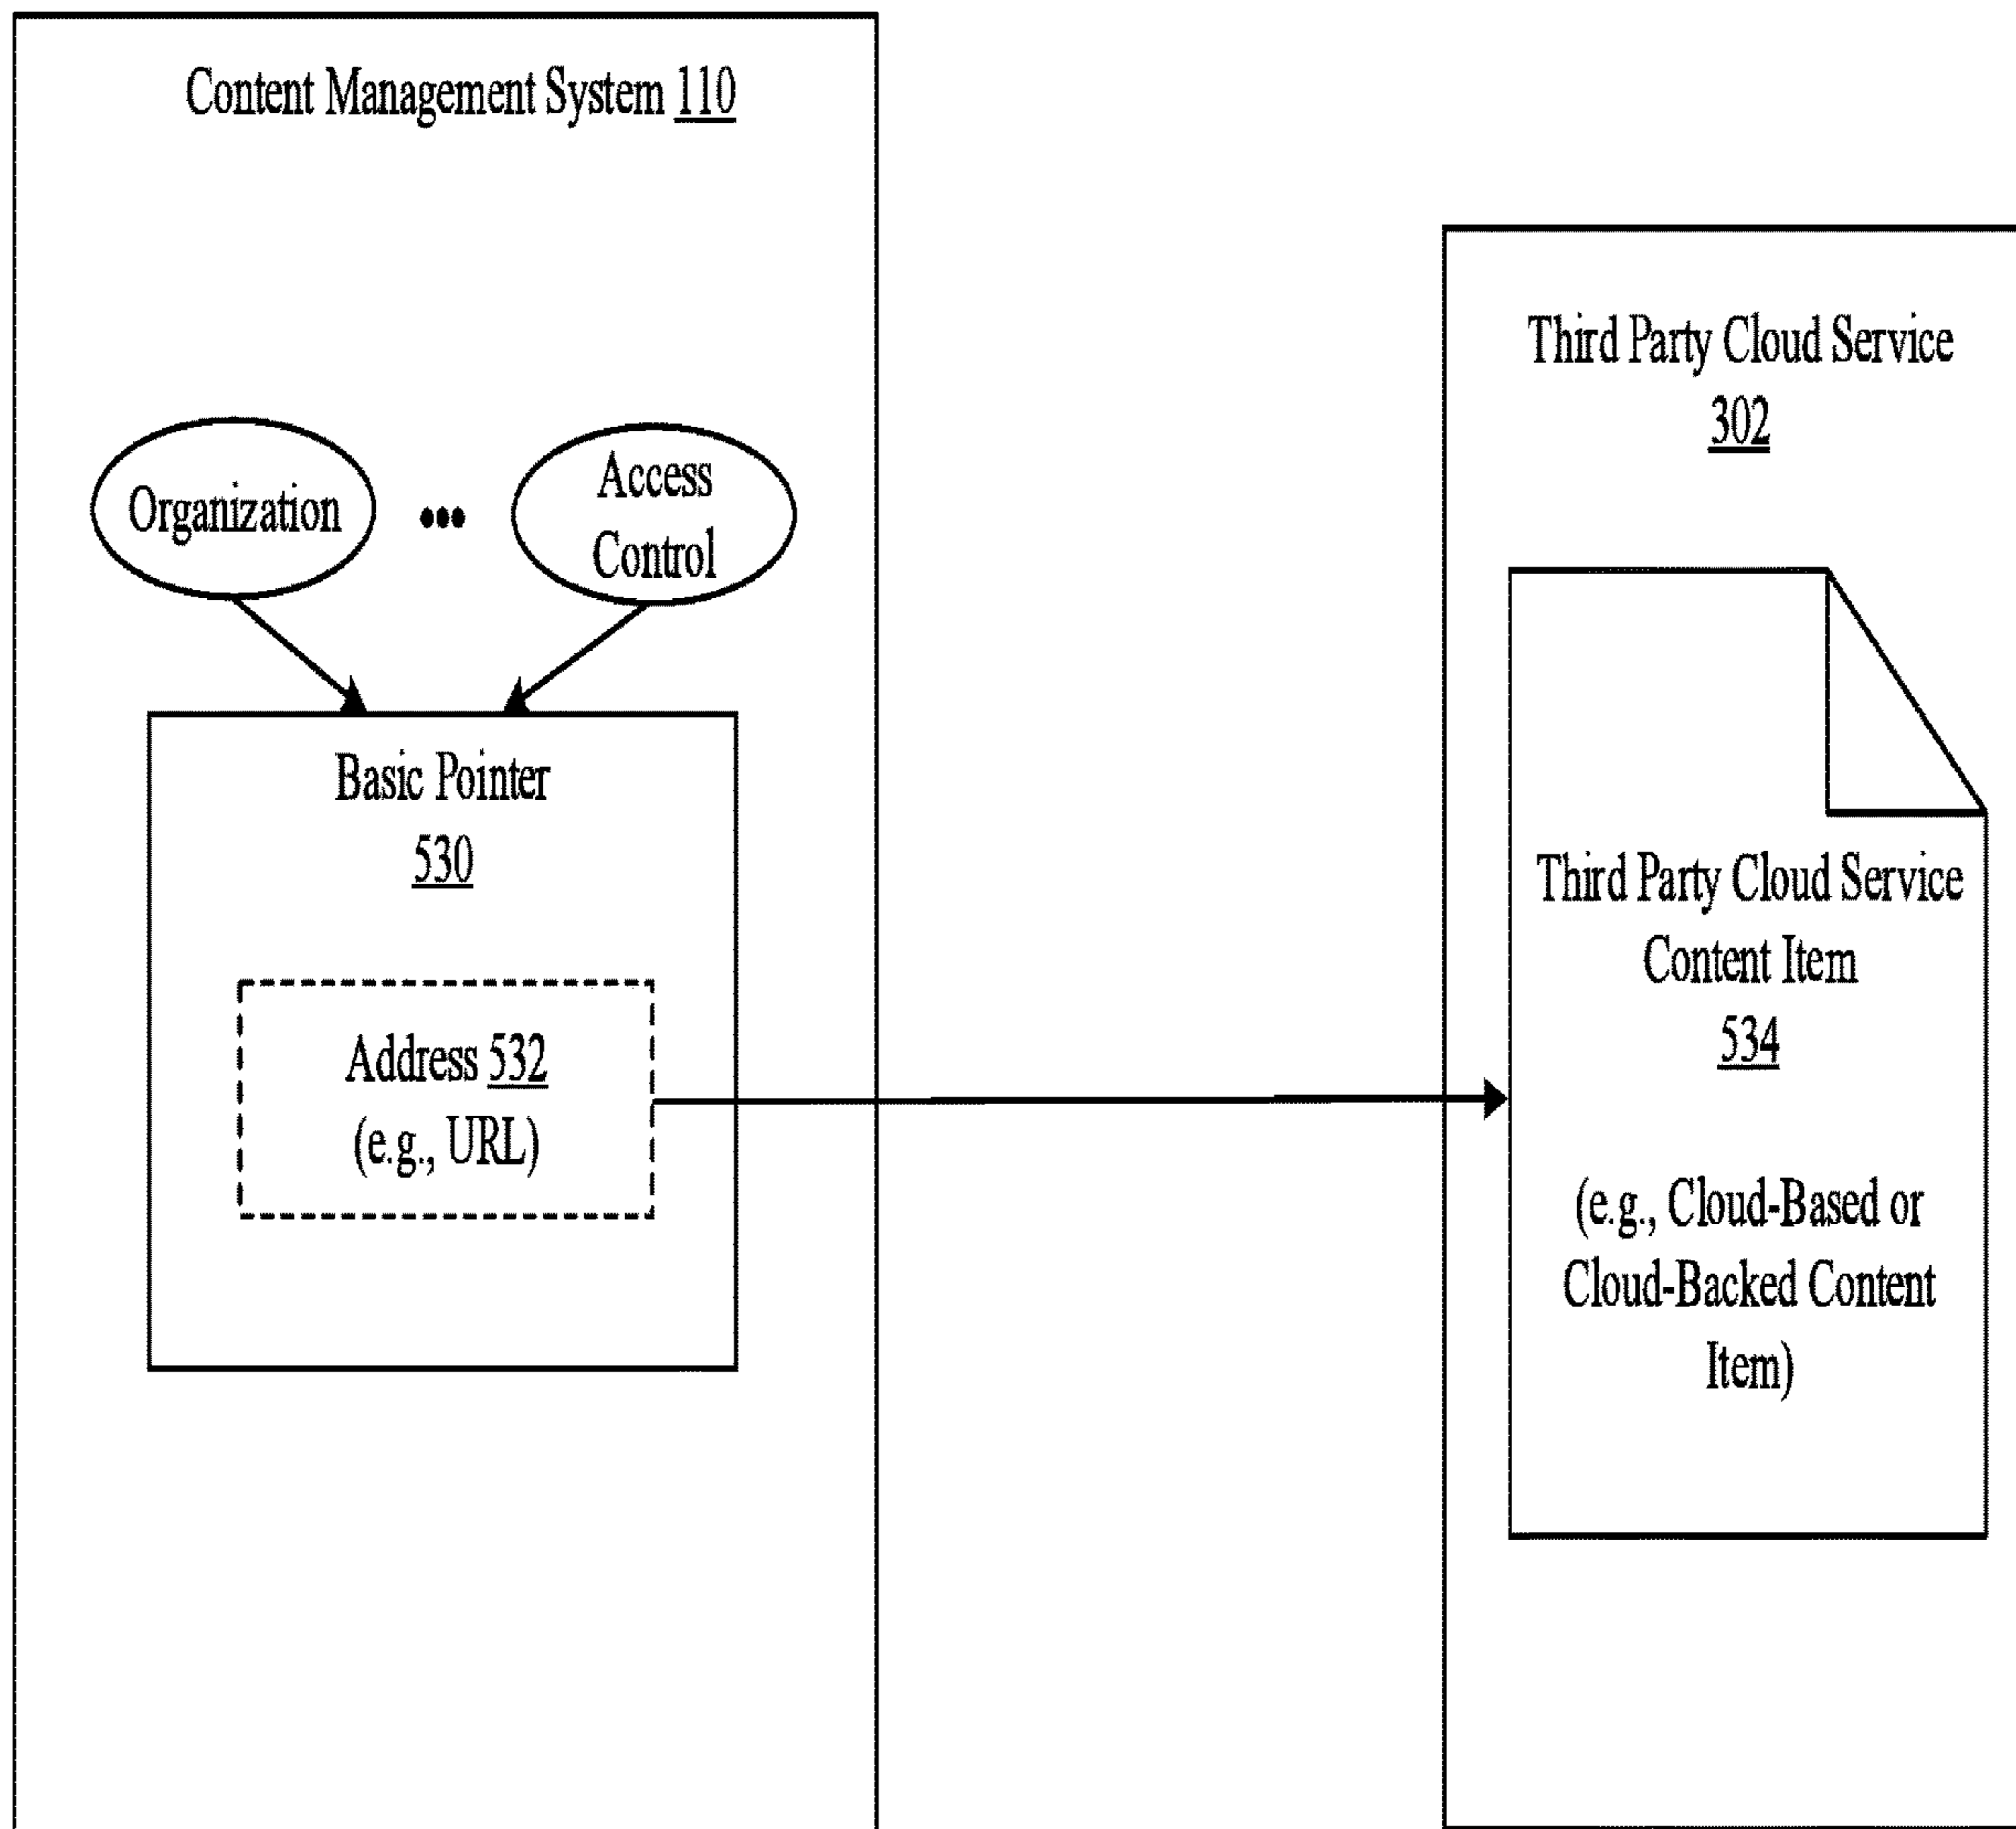 Content Management System 110
Organization
Access
Control
Basic Pointer
530
Address 532
(e.g., URL)
Third Party Cloud Service
302
Third Party Cloud Service
Content Item
534
(e.g., Cloud-Based or
Cloud-Backed Content
Item)